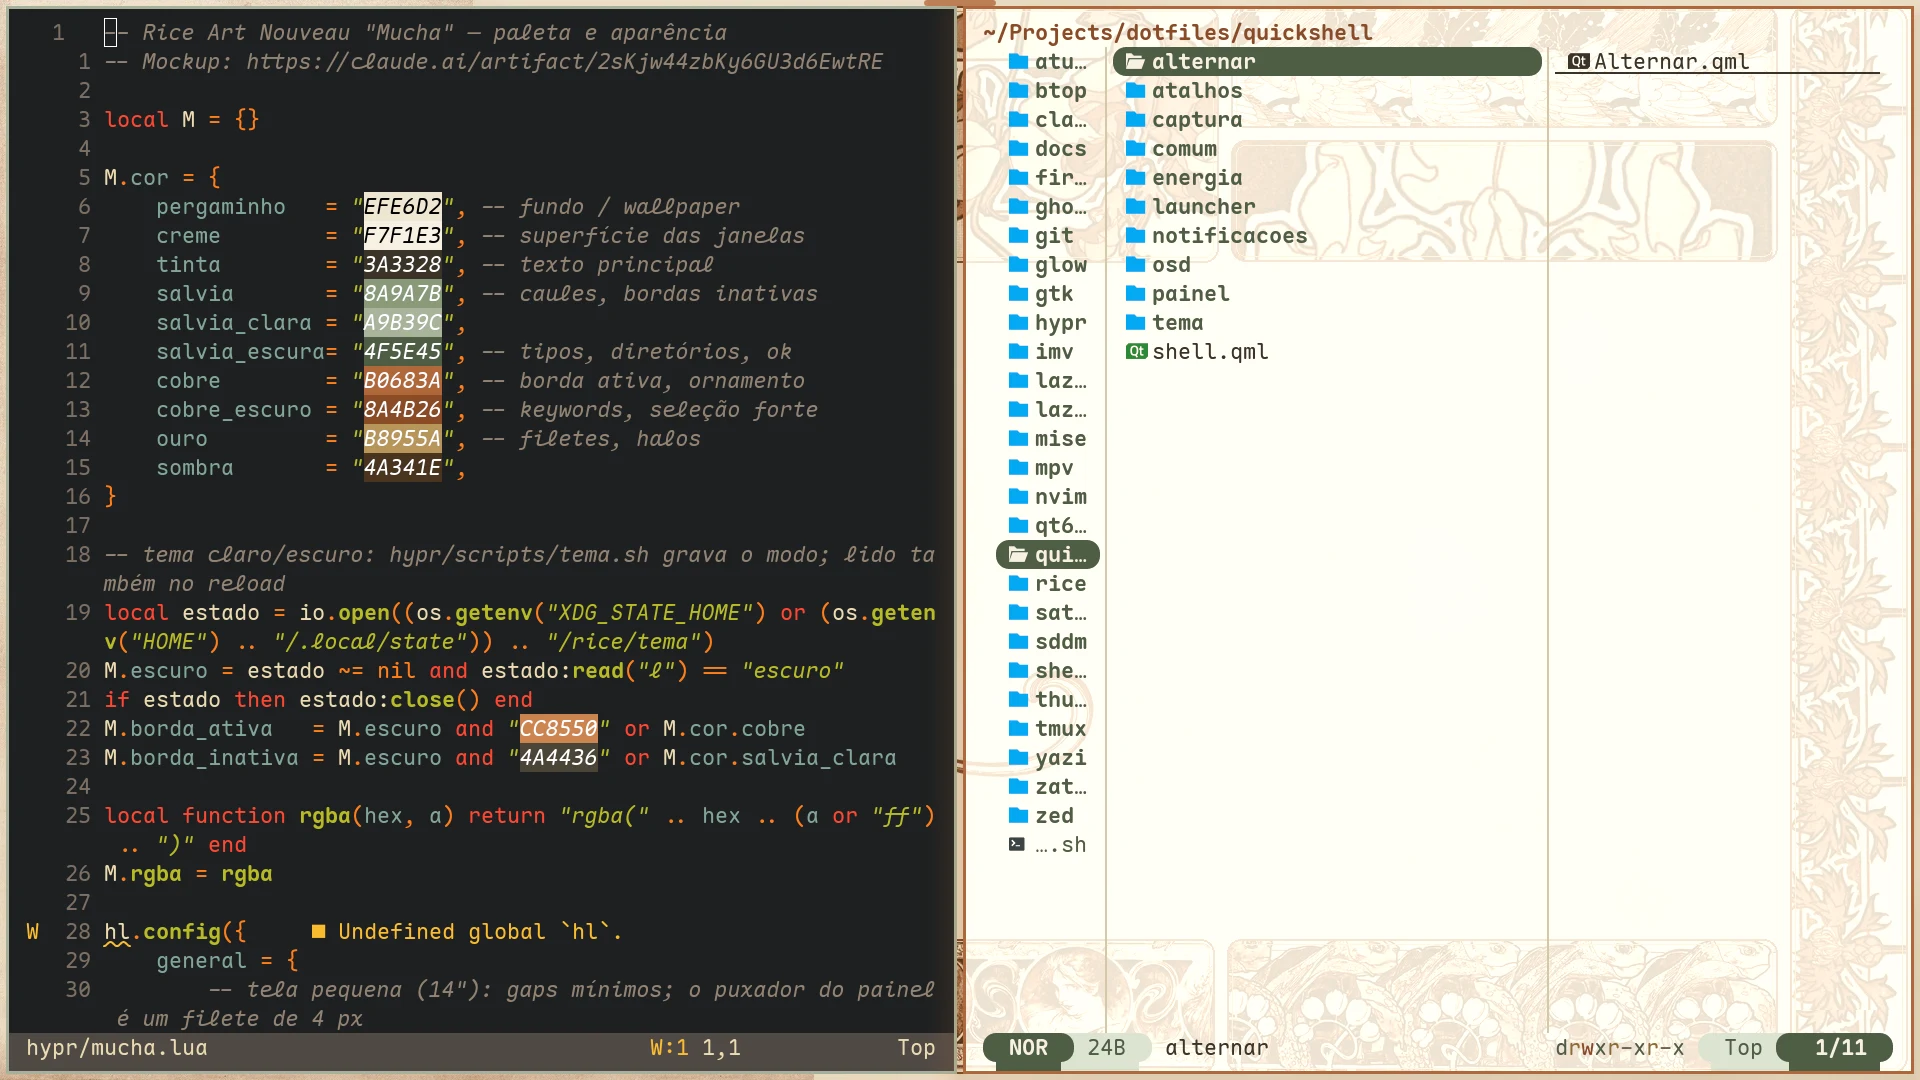 1 -- Rice Art Nouveau "Mucha" — paleta e aparência
1 -- Mockup: https://claude.ai/artifact/2sKjw44zbKy6GU3d6EwtRE
2
3 local M = {}
4
5 M.cor = {
6 pergaminho = "EFE6D2", -- fundo / wallpaper
7 creme = "F7F1E3", -- superfície das janelas
8 tinta = "3A3328", -- texto principal
9 salvia = "8A9A7B", -- caules, bordas inativas
10 salvia_clara = "A9B39C",
11 salvia_escura= "4F5E45", -- tipos, diretórios, ok
12 cobre = "B0683A", -- borda ativa, ornamento
13 cobre_escuro = "8A4B26", -- keywords, seleção forte
14 ouro = "B8955A", -- filetes, halos
15 sombra = "4A341E",
16 }
17
18 -- tema claro/escuro: hypr/scripts/tema.sh grava o modo; lido ta
mbém no reload
19 local estado = io.open((os.getenv("XDG_STATE_HOME") or (os.geten
v("HOME") .. "/.local/state")) .. "/rice/tema")
20 M.escuro = estado ~= nil and estado:read("l") == "escuro"
21 if estado then estado:close() end
22 M.borda_ativa = M.escuro and "CC8550" or M.cor.cobre
23 M.borda_inativa = M.escuro and "4A4436" or M.cor.salvia_clara
24
25 local function rgba(hex, a) return "rgba(" .. hex .. (a or "ff")
.. ")" end
26 M.rgba = rgba
27
W 28 hl.config({ ■ Undefined global `hl`.
29 general = {
30 -- tela pequena (14"): gaps mínimos; o puxador do painel
é um filete de 4 px
hypr/mucha.lua W:1 1,1 Top
~/Projects/dotfiles/quickshell
atu…
btop
cla…
docs
fir…
gho…
git
glow
gtk
hypr
imv
laz…
laz…
mise
mpv
nvim
qt6…
qui…
rice
sat…
sddm
she…
thu…
tmux
yazi
zat…
zed
….sh
alternar
atalhos
captura
comum
energia
launcher
notificacoes
osd
painel
tema
Qt shell.qml
Qt Alternar.qml
NOR 24B alternar drwxr-xr-x Top 1/11